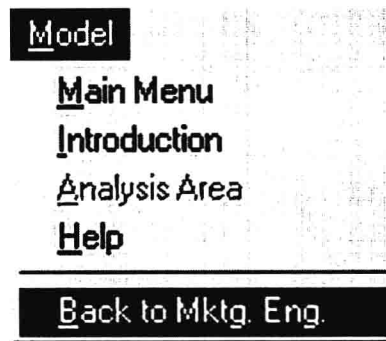 Model
Main Menu
Introduction
Analysis Area
Help
Back to Mktg. Eng.